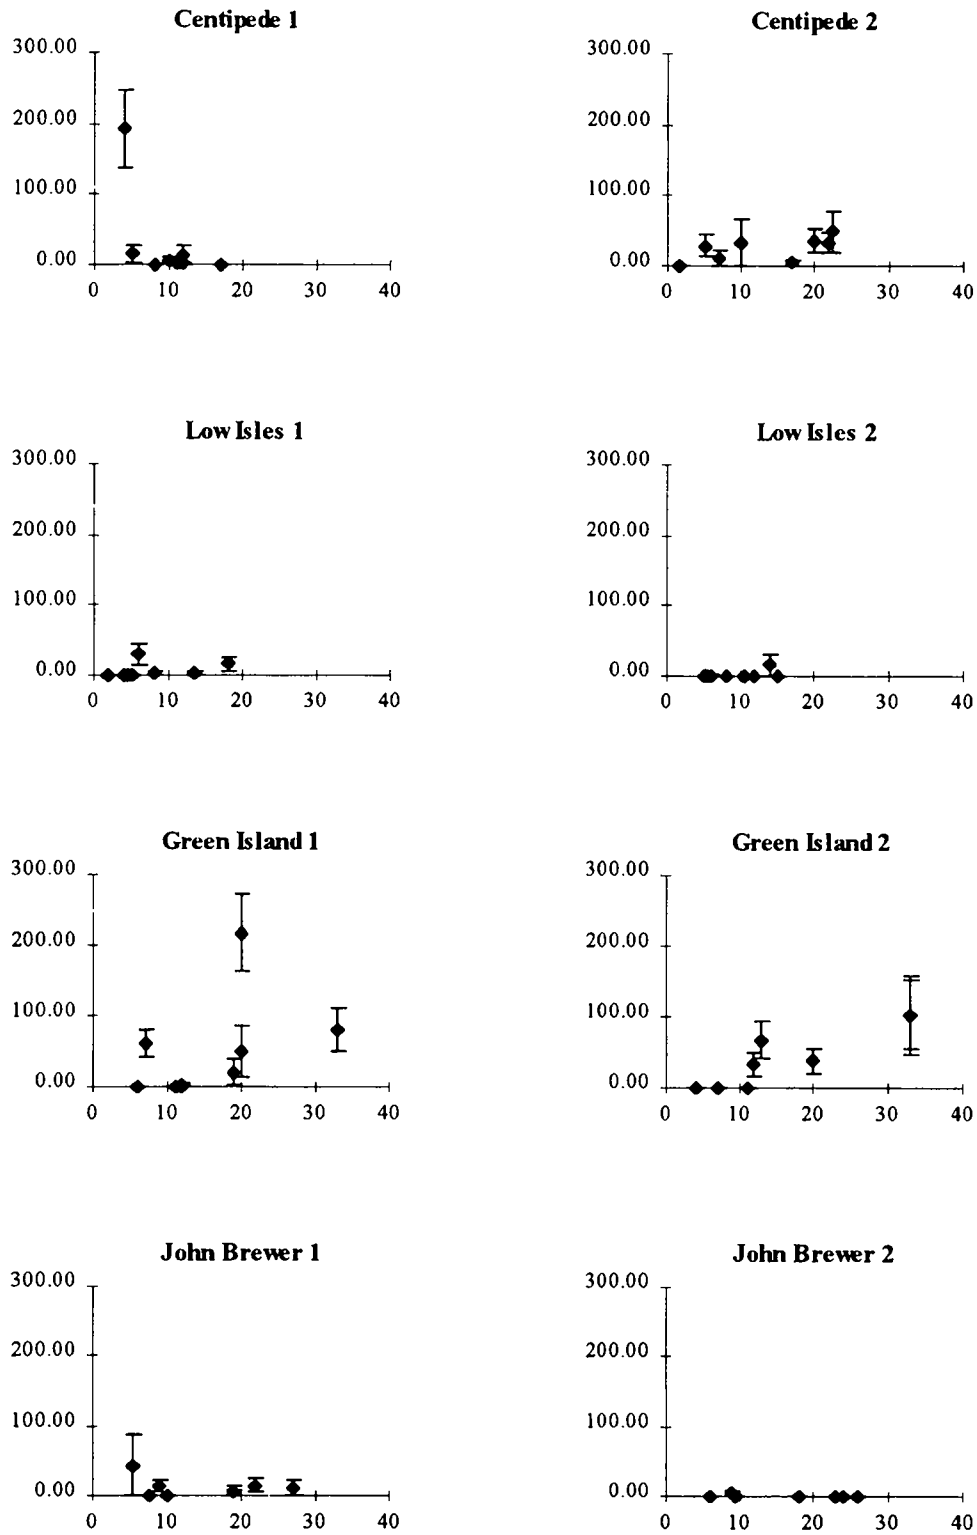 Centipede 1
300.00
200.00
100.00
0.00
0 10 20 30 40
Centipede 2
300.00
200.00
100.00
0.00
0 10 20 30 40
Low Isles 1
300.00
200.00
100.00
0.00
0 10 20 30 40
Low Isles 2
300.00
200.00
100.00
0.00
0 10 20 30 40
Green Island 1
300.00
200.00
100.00
0.00
0 10 20 30 40
Green Island 2
300.00
200.00
100.00
0.00
0 10 20 30 40
John Brewer 1
300.00
200.00
100.00
0.00
0 10 20 30 40
John Brewer 2
300.00
200.00
100.00
0.00
0 10 20 30 40